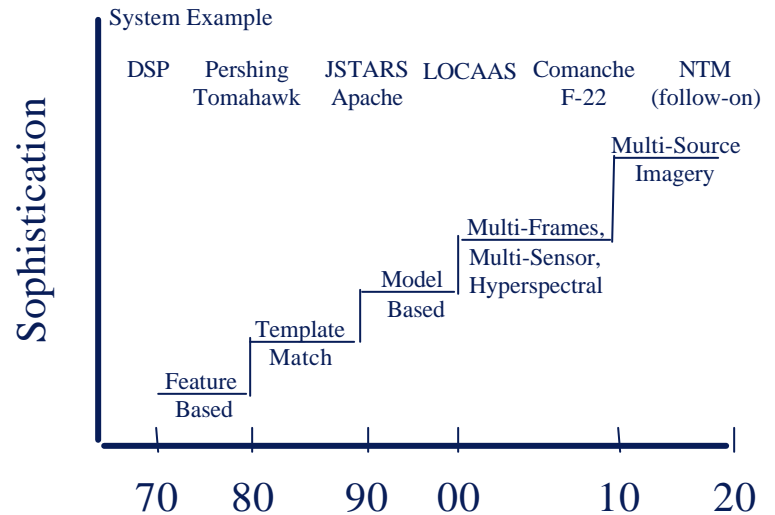 System Example
DSP Pershing JSTARS LOCAAS Comanche NTM
Tomahawk Apache F-22 (follow-on)
Sophistication
Multi-Source
Imagery
Multi-Frames,
Multi-Sensor,
Hyperspectral
Model
Based
Template
Match
Feature
Based
70 80 90 00 10 20